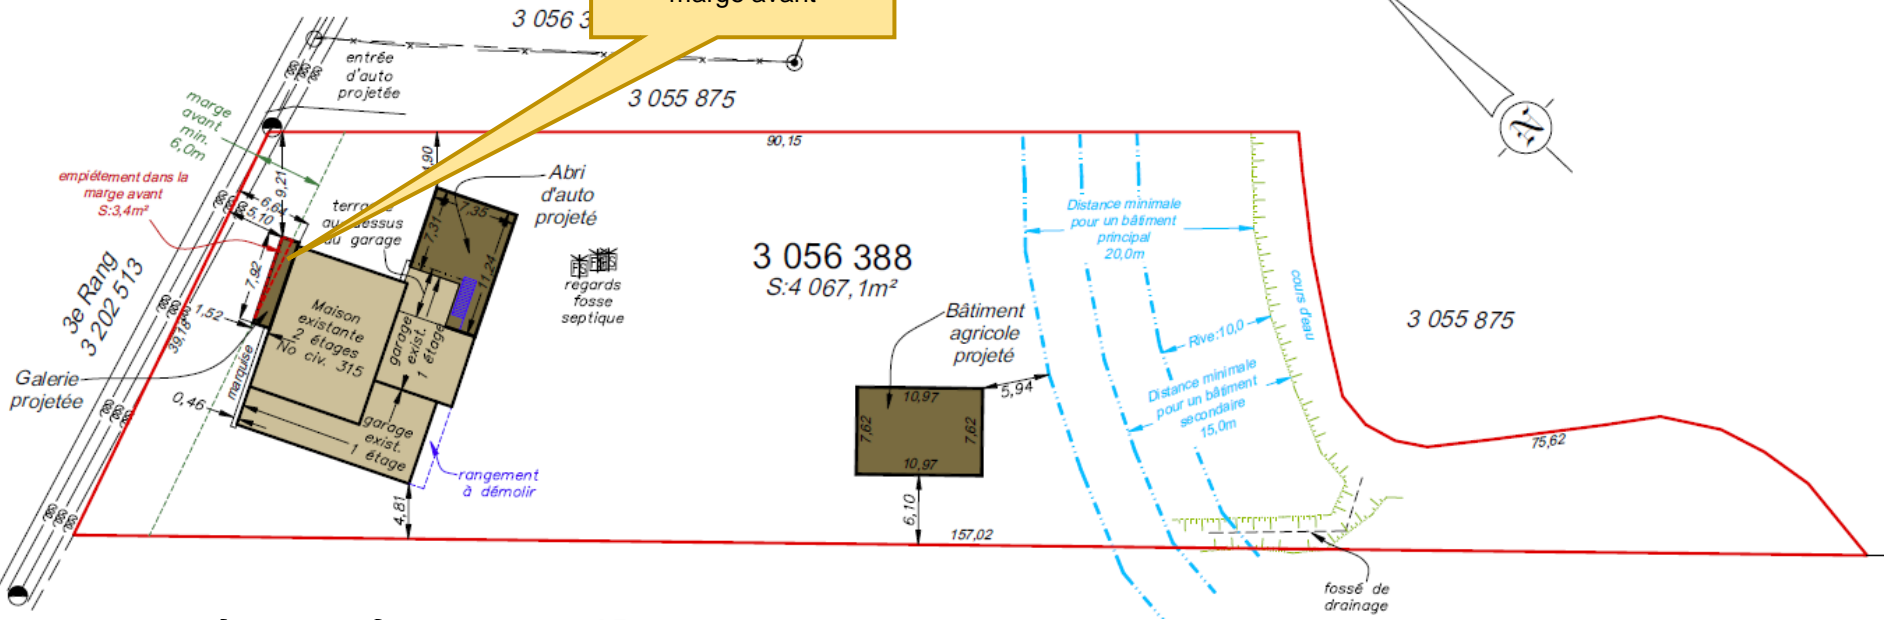 marge avant
3 056 3
entrée
d'auto
projetée
3 055 875
marge
avant
min.
6,0m
90,15
empiétement dans la
marge avant
S:3,4m²
9,21
6,64
5,10
7,92
1,52
39,18
3e Rang
3 202 513
terrasse
au-dessus
du garage
,90
7,35
7,31
11,24
Abri
d'auto
projeté
regards
fosse
septique
Maison
existante
2 étages
No civ. 315
garage
exist.
1 étage
garage
exist.
1 étage
marquise
0,46
Galerie
projetée
rangement
à démolir
4,81
3 056 388
S:4 067,1m²
Bâtiment
agricole
projeté
10,97
7,62
7,62
10,97
5,94
6,10
157,02
Distance minimale
pour un bâtiment
principal
20,0m
Rive:10,0
Distance minimale
pour un bâtiment
secondaire
15,0m
cours d'eau
3 055 875
75,62
fossé de
drainage
N